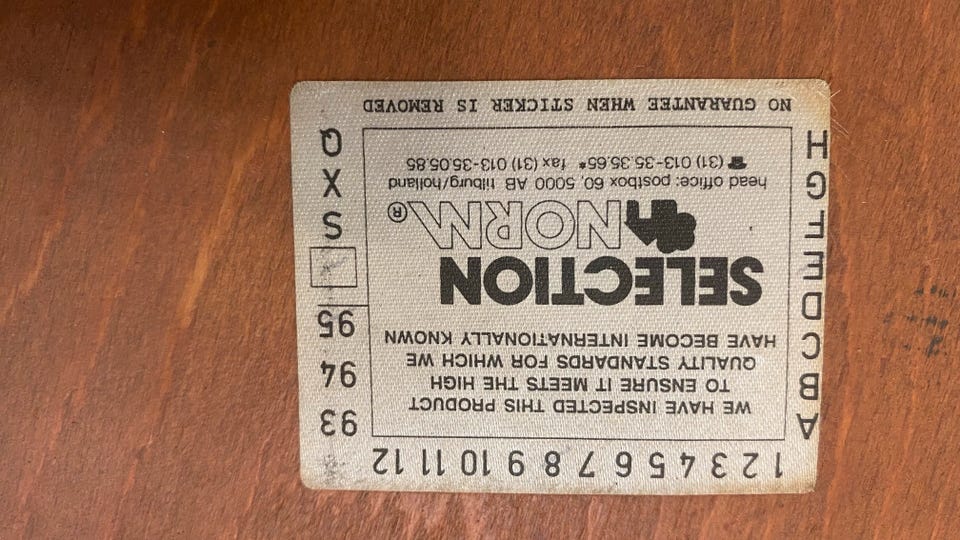 1 2 3 4 5 6 7 8 9 10 11 12
A
B
C
D
E
F
G
H
WE HAVE INSPECTED THIS PRODUCT
TO ENSURE IT MEETS THE HIGH
QUALITY STANDARDS FOR WHICH WE
HAVE BECOME INTERNATIONALLY KNOWN
SELECTION
NORM®
head office: postbox 60, 5000 AB tilburg/holland
☎ (31) 013-35.35.65* fax (31) 013-35.05.85
93
94
95
S
X
Q
NO GUARANTEE WHEN STICKER IS REMOVED